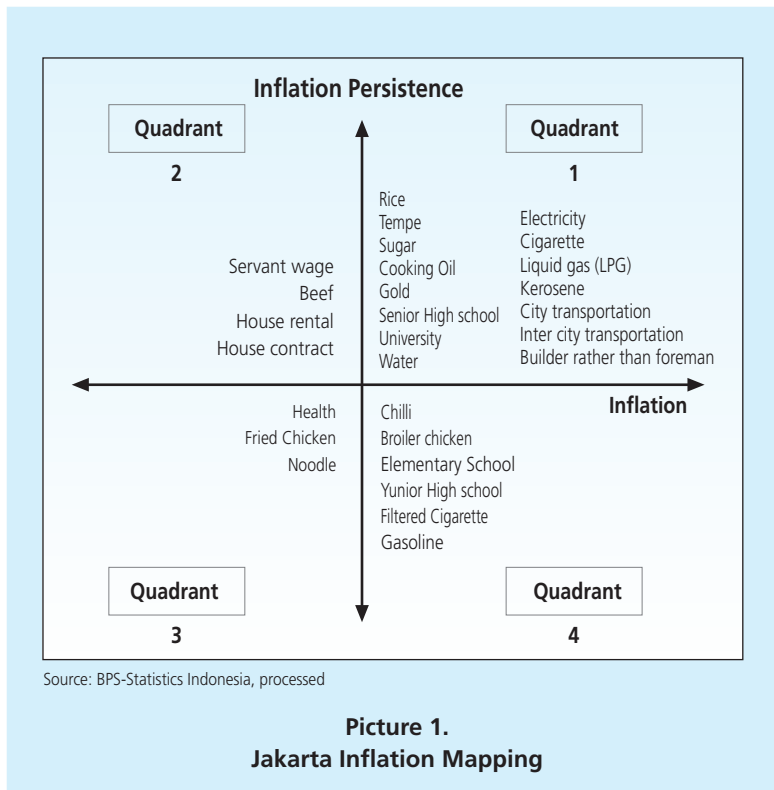 Inflation Persistence
Quadrant
2
Quadrant
1
Servant wage
Beef
House rental
House contract
Rice
Tempe
Sugar
Cooking Oil
Gold
Senior High school
University
Water
Electricity
Cigarette
Liquid gas (LPG)
Kerosene
City transportation
Inter city transportation
Builder rather than foreman
Inflation
Health
Fried Chicken
Noodle
Chilli
Broiler chicken
Elementary School
Yunior High school
Filtered Cigarette
Gasoline
Quadrant
3
Quadrant
4
Source: BPS-Statistics Indonesia, processed
Picture 1.
Jakarta Inflation Mapping